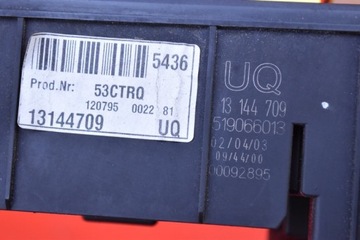 5436
Prod.Nr: 53CTRQ
120795 0022 81
13144709 UQ
UQ
13 144 709
519066013
02/04/03
09/44/00
00092895